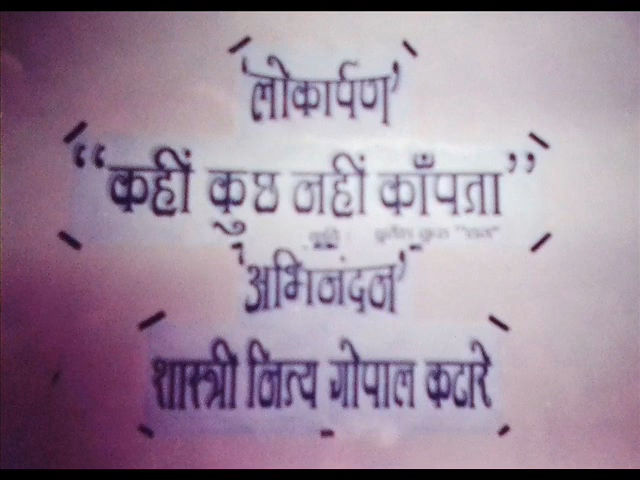 'लोकार्पण'
"कहीं कुछ नहीं काँपता"
'अभिनंदन'
शास्त्री नित्य गोपाल कटारे